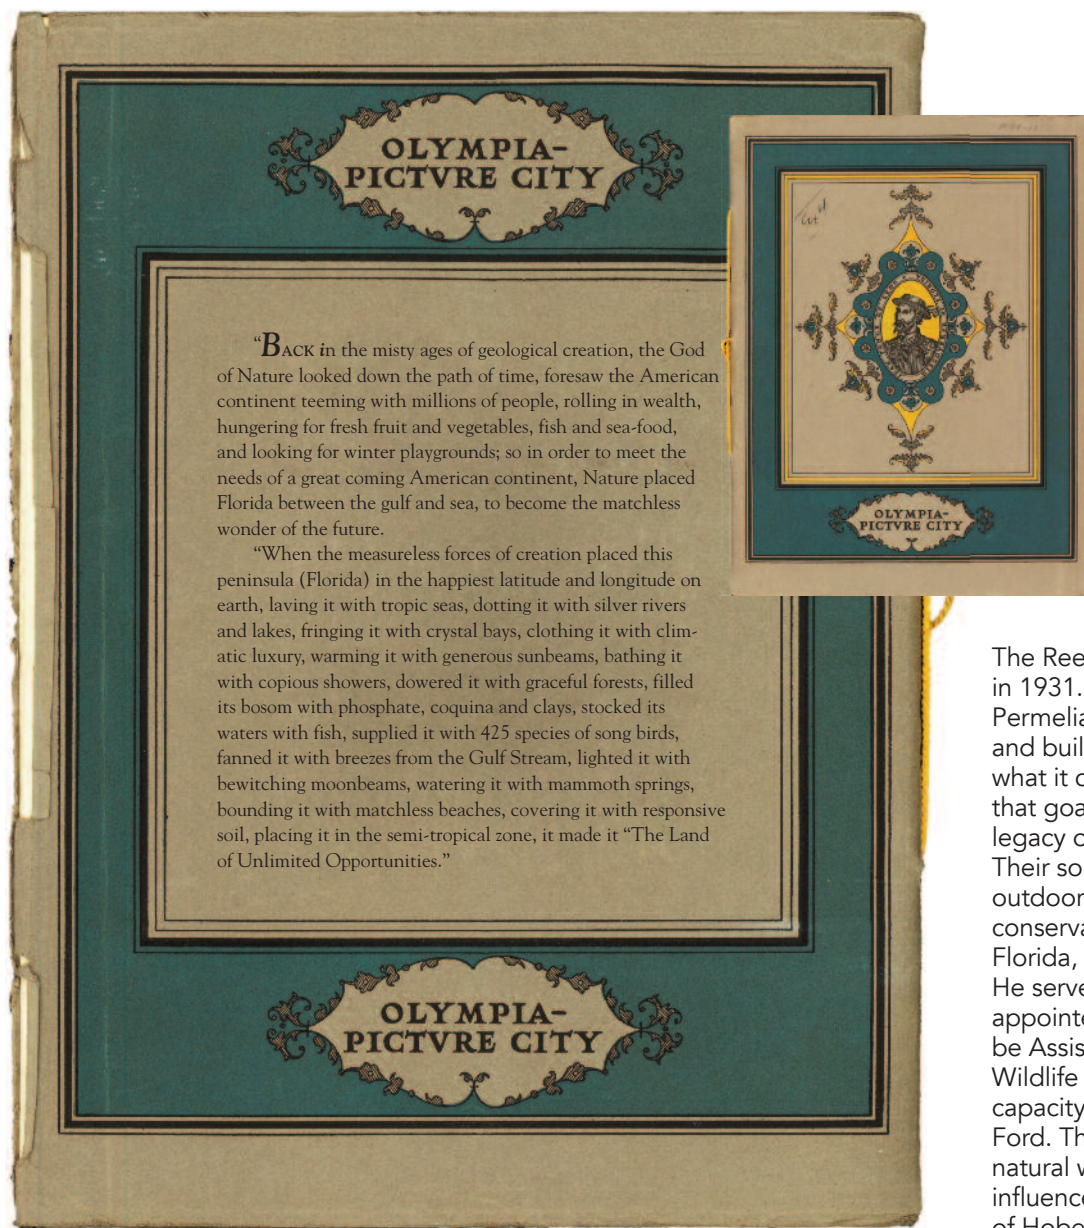 OLYMPIA-
PICTVRE CITY
“BACK in the misty ages of geological creation, the God
of Nature looked down the path of time, foresaw the American
continent teeming with millions of people, rolling in wealth,
hungering for fresh fruit and vegetables, fish and sea-food,
and looking for winter playgrounds; so in order to meet the
needs of a great coming American continent, Nature placed
Florida between the gulf and sea, to become the matchless
wonder of the future.
“When the measureless forces of creation placed this
peninsula (Florida) in the happiest latitude and longitude on
earth, laving it with tropic seas, dotting it with silver rivers
and lakes, fringing it with crystal bays, clothing it with clim-
atic luxury, warming it with generous sunbeams, bathing it
with copious showers, dowered it with graceful forests, filled
its bosom with phosphate, coquina and clays, stocked its
waters with fish, supplied it with 425 species of song birds,
fanned it with breezes from the Gulf Stream, lighted it with
bewitching moonbeams, watering it with mammoth springs,
bounding it with matchless beaches, covering it with responsive
soil, placing it in the semi-tropical zone, it made it “The Land
of Unlimited Opportunities.”
OLYMPIA-
PICTVRE CITY
OLYMPIA-
PICTVRE CITY
The Ree
in 1931.
Permelia
and buil
what it
that goa
legacy
Their so
outdoor
conserva
Florida,
He serve
appointe
be Assis
Wildlife
capacity
Ford. Th
natural w
influence
of Hobe